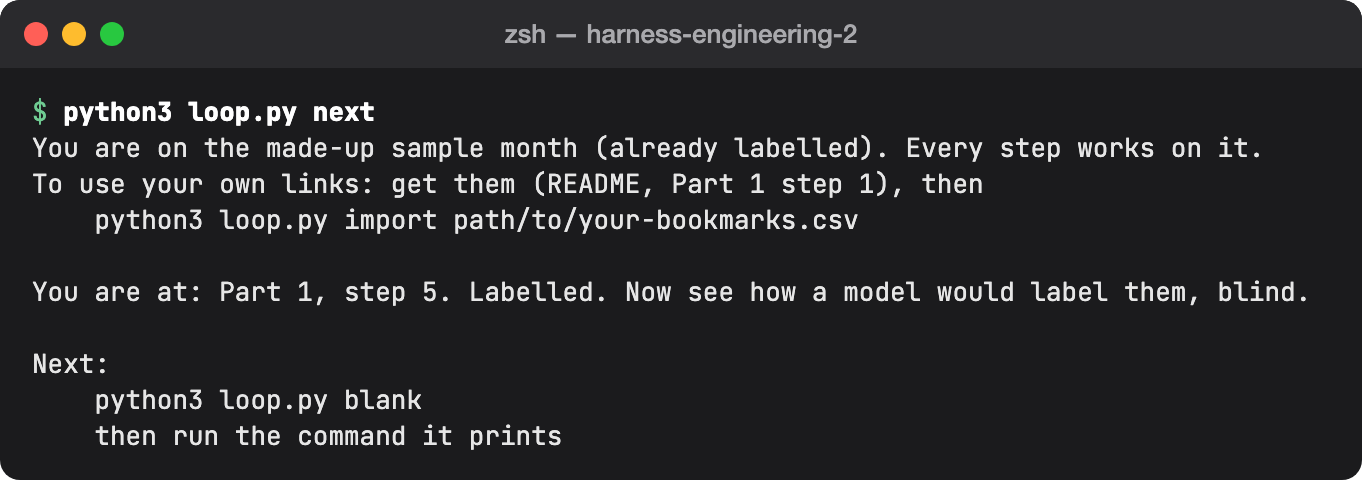 zsh — harness-engineering-2
$ python3 loop.py next
You are on the made-up sample month (already labelled). Every step works on it.
To use your own links: get them (README, Part 1 step 1), then
    python3 loop.py import path/to/your-bookmarks.csv
You are at: Part 1, step 5. Labelled. Now see how a model would label them, blind.
Next:
    python3 loop.py blank
    then run the command it prints